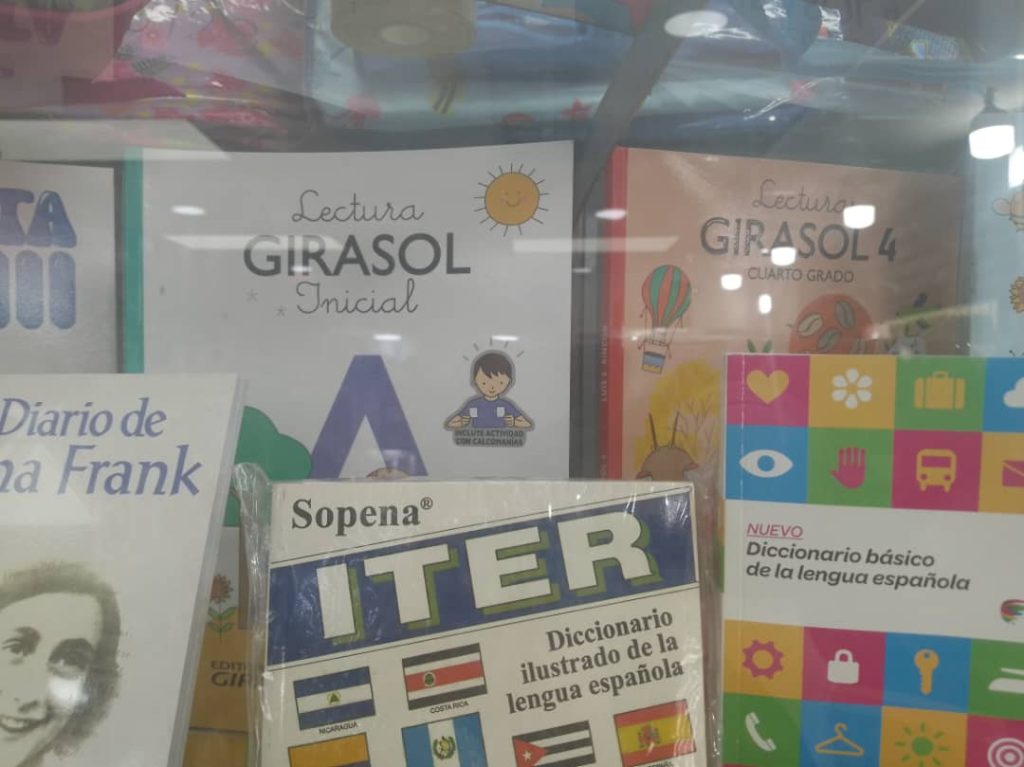 TA
Lectura
GIRASOL
Inicial
A
INCLUYE ACTIVIDAD
CON CALCOMANÍAS
Lectura
GIRASOL 4
CUARTO GRADO
Diario de
na Frank
Sopena®
ITER
Diccionario
ilustrado de la
lengua española
NICARAGUA
COSTA RICA
NUEVO
Diccionario básico
de la lengua española